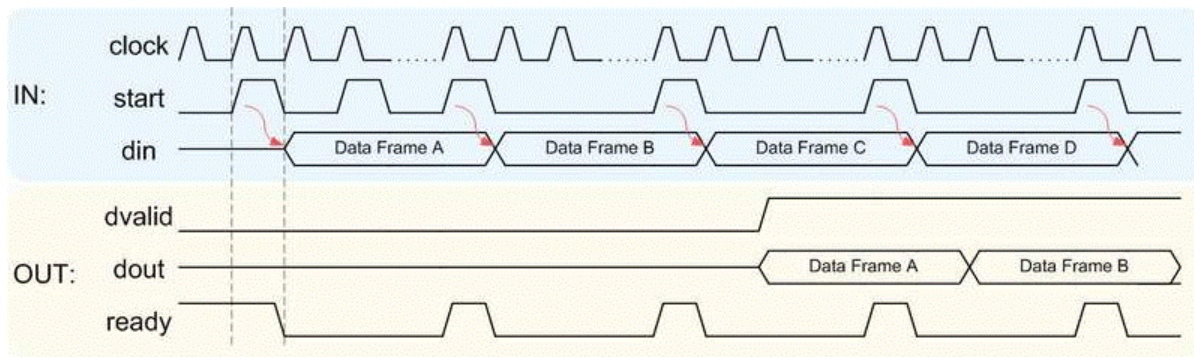 IN:
clock
start
din
Data Frame A
Data Frame B
Data Frame C
Data Frame D
OUT:
dvalid
dout
Data Frame A
Data Frame B
ready